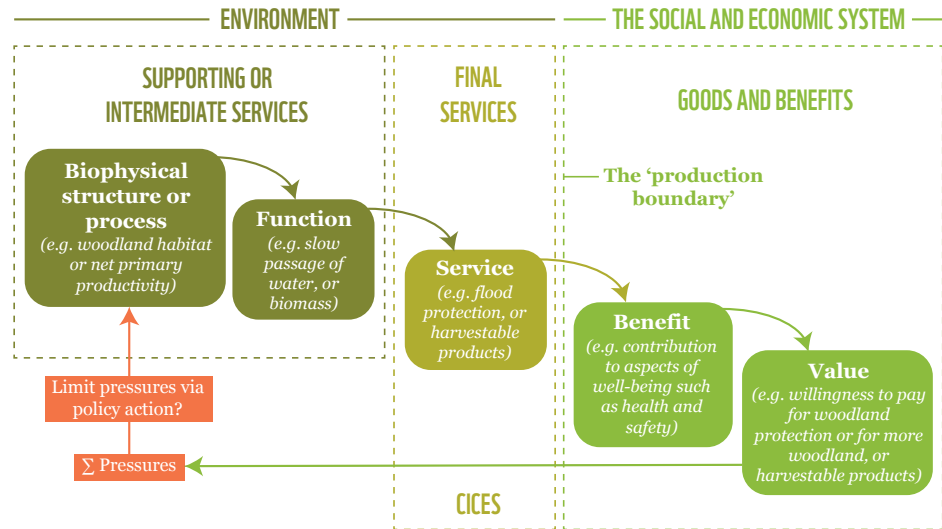 ENVIRONMENT
THE SOCIAL AND ECONOMIC SYSTEM
SUPPORTING OR
INTERMEDIATE SERVICES
FINAL
SERVICES
GOODS AND BENEFITS
Biophysical
structure or
process
(e.g. woodland habitat
or net primary
productivity)
Function
(e.g. slow
passage of
water, or
biomass)
The ‘production
boundary’
Service
(e.g. flood
protection, or
harvestable
products)
Benefit
(e.g. contribution
to aspects of
well-being such
as health and
safety)
Value
(e.g. willingness to pay
for woodland
protection or for more
woodland, or
harvestable products)
Limit pressures via
policy action?
∑ Pressures
CICES